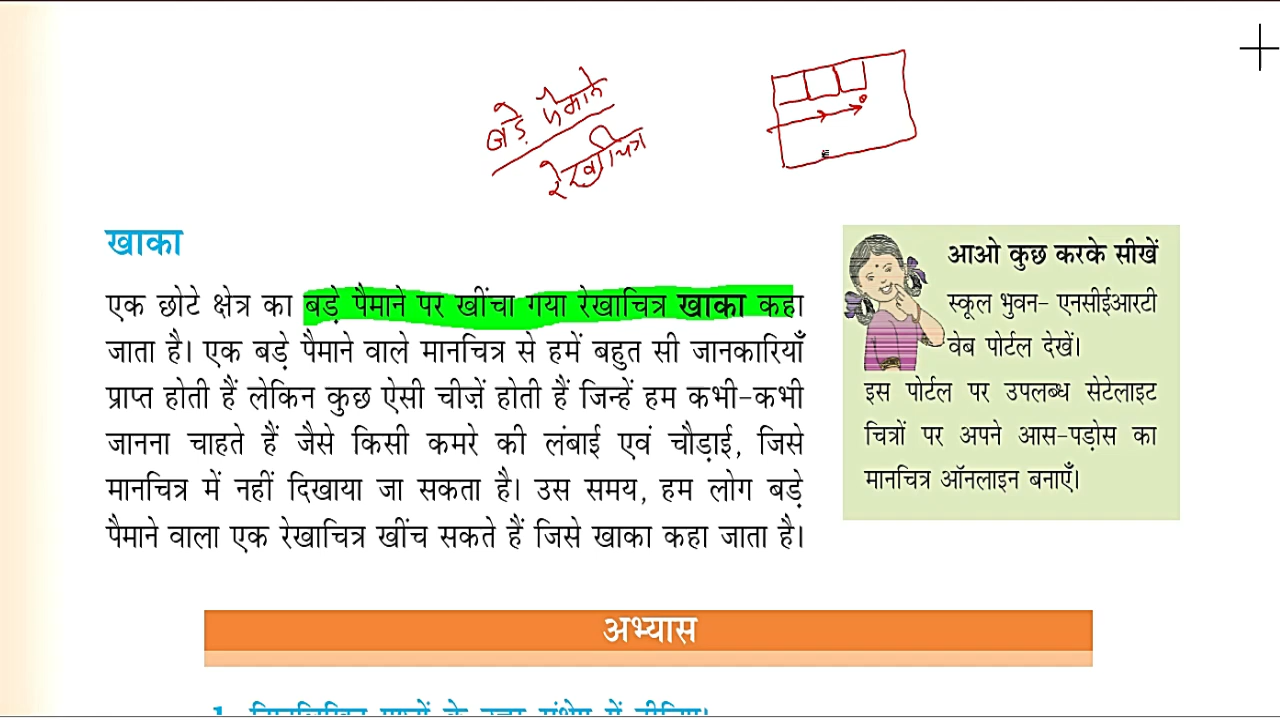 बड़े पैमाने
रेखाचित्र
खाका
एक छोटे क्षेत्र का बड़े पैमाने पर खींचा गया रेखाचित्र खाका कहा
जाता है। एक बड़े पैमाने वाले मानचित्र से हमें बहुत सी जानकारियाँ
प्राप्त होती हैं लेकिन कुछ ऐसी चीज़ें होती हैं जिन्हें हम कभी-कभी
जानना चाहते हैं जैसे किसी कमरे की लंबाई एवं चौड़ाई, जिसे
मानचित्र में नहीं दिखाया जा सकता है। उस समय, हम लोग बड़े
पैमाने वाला एक रेखाचित्र खींच सकते हैं जिसे खाका कहा जाता है।
आओ कुछ करके सीखें
स्कूल भुवन- एनसीईआरटी
वेब पोर्टल देखें।
इस पोर्टल पर उपलब्ध सेटेलाइट
चित्रों पर अपने आस-पड़ोस का
मानचित्र ऑनलाइन बनाएँ।
अभ्यास